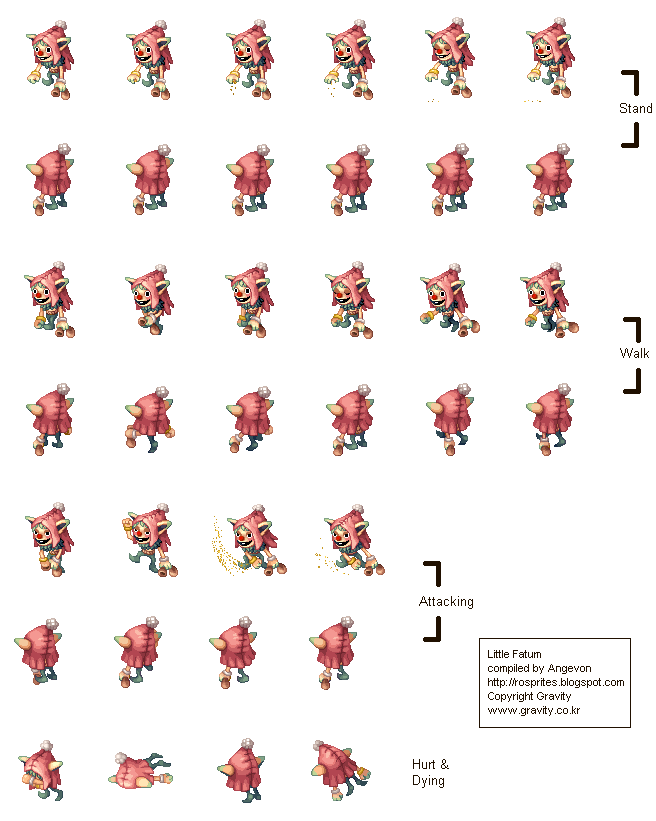 Stand
Walk
Attacking
Little Fatum
compiled by Angevon
http://rosprites.blogspot.com
Copyright Gravity
www.gravity.co.kr
Hurt &
Dying